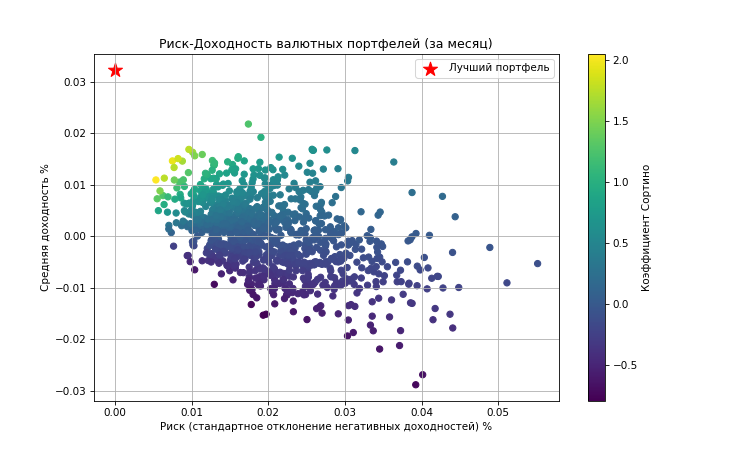 Риск-Доходность валютных портфелей (за месяц)
Лучший портфель
Средняя доходность %
0.03
0.02
0.01
0.00
−0.01
−0.02
−0.03
0.00 0.01 0.02 0.03 0.04 0.05
Риск (стандартное отклонение негативных доходностей) %
2.0
1.5
1.0
0.5
0.0
−0.5
Коэффициент Сортино